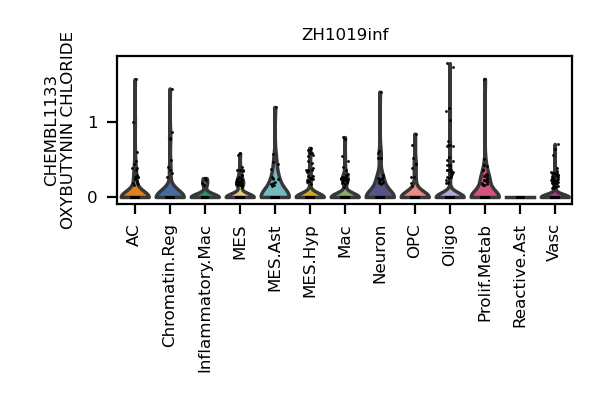 ZH1019inf
CHEMBL1133
OXYBUTYNIN CHLORIDE
1
0
AC
Chromatin.Reg
Inflammatory.Mac
MES
MES.Ast
MES.Hyp
Mac
Neuron
OPC
Oligo
Prolif.Metab
Reactive.Ast
Vasc